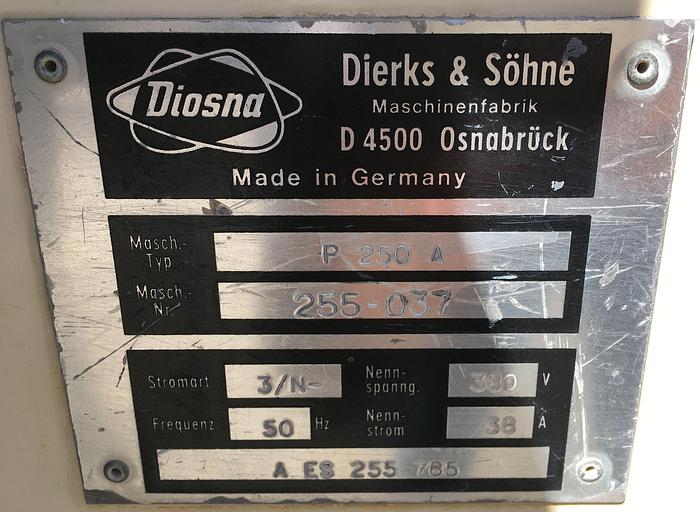 Diosna
Dierks & Söhne
Maschinenfabrik
D 4500 Osnabrück
Made in Germany
Masch.-
Typ
P 250 A
Masch.-
Nr.
255-037
Stromart
3/N~
Nenn-
spanng.
380 V
Frequenz
50 Hz
Nenn-
strom
38 A
A ES 255-785